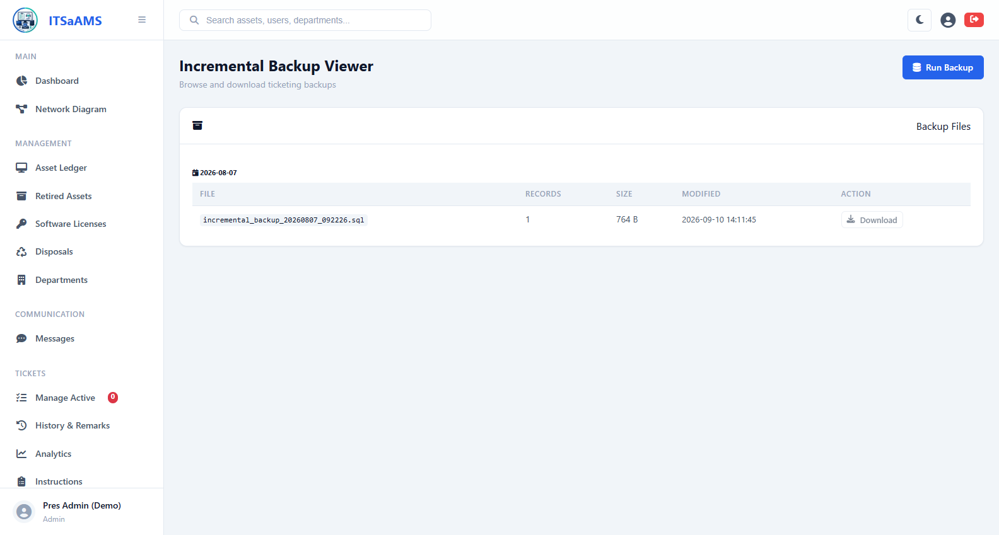 ITSaAMS
Search assets, users, departments...
MAIN
Dashboard
Network Diagram
MANAGEMENT
Asset Ledger
Retired Assets
Software Licenses
Disposals
Departments
COMMUNICATION
Messages
TICKETS
Manage Active 0
History & Remarks
Analytics
Instructions
Pres Admin (Demo)
Admin
Incremental Backup Viewer
Browse and download ticketing backups
Run Backup
Backup Files
2026-08-07
FILE RECORDS SIZE MODIFIED ACTION
incremental_backup_20260807_092226.sql 1 764 B 2026-09-10 14:11:45 Download